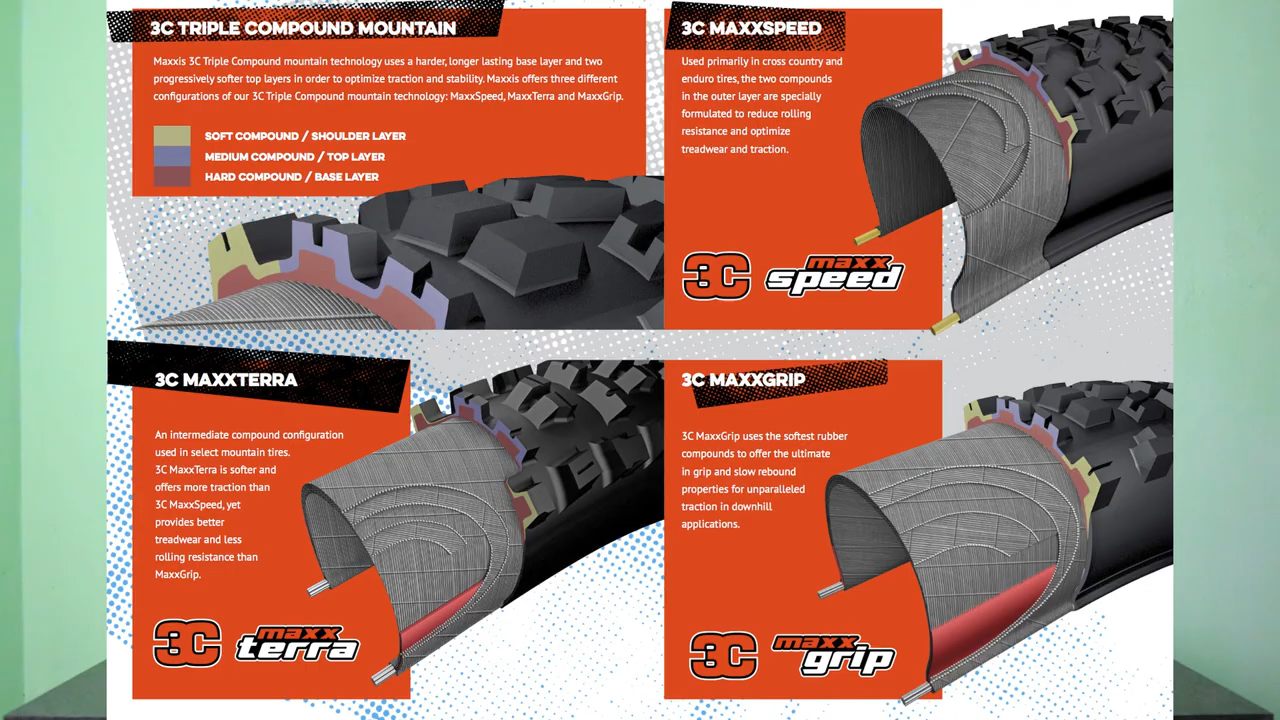 3C TRIPLE COMPOUND MOUNTAIN
Maxxis 3C Triple Compound mountain technology uses a harder, longer lasting base layer and two
progressively softer top layers in order to optimize traction and stability. Maxxis offers three different
configurations of our 3C Triple Compound mountain technology: MaxxSpeed, MaxxTerra and MaxxGrip.
SOFT COMPOUND / SHOULDER LAYER
MEDIUM COMPOUND / TOP LAYER
HARD COMPOUND / BASE LAYER
3C MAXXSPEED
Used primarily in cross country and
enduro tires, the two compounds
in the outer layer are specially
formulated to reduce rolling
resistance and optimize
treadwear and traction.
3C maxx
speed
3C MAXXTERRA
An intermediate compound configuration
used in select mountain tires.
3C MaxxTerra is softer and
offers more traction than
3C MaxxSpeed, yet
provides better
treadwear and less
rolling resistance than
MaxxGrip.
3C maxx
terra
3C MAXXGRIP
3C MaxxGrip uses the softest rubber
compounds to offer the ultimate
in grip and slow rebound
properties for unparalleled
traction in downhill
applications.
3C maxx
grip